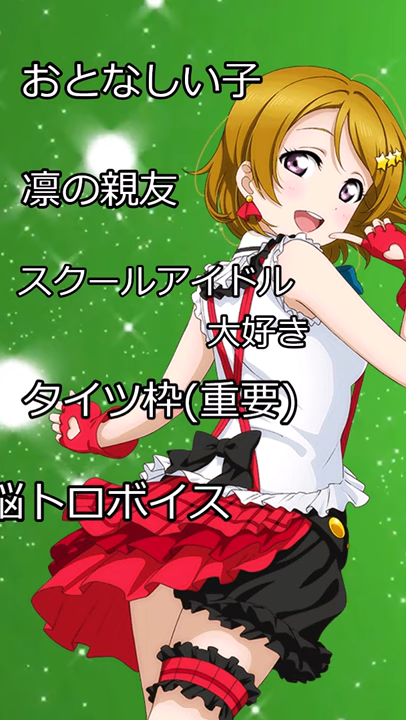 おとなしい子
凛の親友
スクールアイドル
大好き
タイツ枠(重要)
脳トロボイス